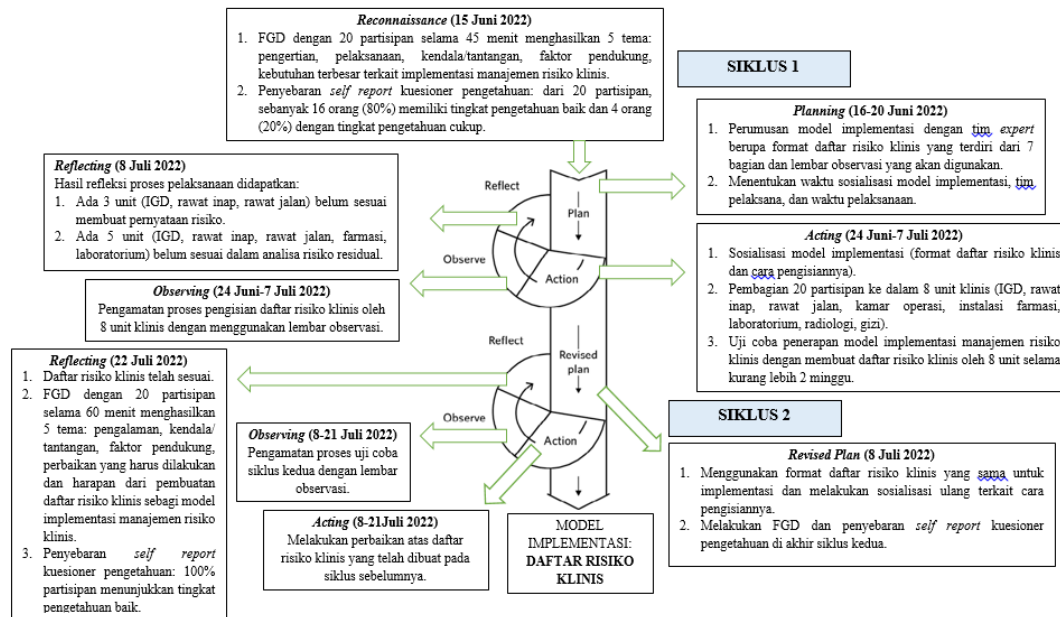 Reconnaissance (15 Juni 2022)
1. FGD dengan 20 partisipan selama 45 menit menghasilkan 5 tema:
pengertian, pelaksanaan, kendala/tantangan, faktor pendukung,
kebutuhan terbesar terkait implementasi manajemen risiko klinis.
2. Penyebaran self report kuesioner pengetahuan: dari 20 partisipan,
sebanyak 16 orang (80%) memiliki tingkat pengetahuan baik dan 4 orang
(20%) dengan tingkat pengetahuan cukup.
SIKLUS 1
Planning (16-20 Juni 2022)
1. Perumusan model implementasi dengan tim expert
berupa format daftar risiko klinis yang terdiri dari 7
bagian dan lembar observasi yang akan digunakan.
2. Menentukan waktu sosialisasi model implementasi, tim
pelaksana, dan waktu pelaksanaan.
Reflecting (8 Juli 2022)
Hasil refleksi proses pelaksanaan didapatkan:
1. Ada 3 unit (IGD, rawat inap, rawat jalan) belum sesuai
membuat pernyataan risiko.
2. Ada 5 unit (IGD, rawat inap, rawat jalan, farmasi,
laboratorium) belum sesuai dalam analisa risiko residual.
Reflect
Plan
Observe
Action
Acting (24 Juni-7 Juli 2022)
1. Sosialisasi model implementasi (format daftar risiko klinis
dan cara pengisiannya).
2. Pembagian 20 partisipan ke dalam 8 unit klinis (IGD, rawat
inap, rawat jalan, kamar operasi, instalasi farmasi,
laboratorium, radiologi, gizi).
3. Uji coba penerapan model implementasi manajemen risiko
klinis dengan membuat daftar risiko klinis oleh 8 unit selama
kurang lebih 2 minggu.
Observing (24 Juni-7 Juli 2022)
Pengamatan proses pengisian daftar risiko klinis oleh
8 unit klinis dengan menggunakan lembar observasi.
Reflect
Revised
plan
Observe
Action
Reflecting (22 Juli 2022)
1. Daftar risiko klinis telah sesuai.
2. FGD dengan 20 partisipan
selama 60 menit menghasilkan
5 tema: pengalaman, kendala/
tantangan, faktor pendukung,
perbaikan yang harus dilakukan
dan harapan dari pembuatan
daftar risiko klinis sebagi model
implementasi manajemen risiko
klinis.
3. Penyebaran self report
kuesioner pengetahuan: 100%
partisipan menunjukkan tingkat
pengetahuan baik.
SIKLUS 2
Observing (8-21 Juli 2022)
Pengamatan proses uji coba
siklus kedua dengan lembar
observasi.
Revised Plan (8 Juli 2022)
1. Menggunakan format daftar risiko klinis yang sama untuk
implementasi dan melakukan sosialisasi ulang terkait cara
pengisiannya.
2. Melakukan FGD dan penyebaran self report kuesioner
pengetahuan di akhir siklus kedua.
Acting (8-21Juli 2022)
Melakukan perbaikan atas daftar
risiko klinis yang telah dibuat pada
siklus sebelumnya.
MODEL
IMPLEMENTASI:
DAFTAR RISIKO
KLINIS